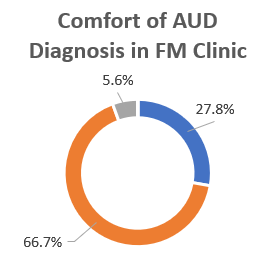 Comfort of AUD
Diagnosis in FM Clinic
5.6%
27.8%
66.7%